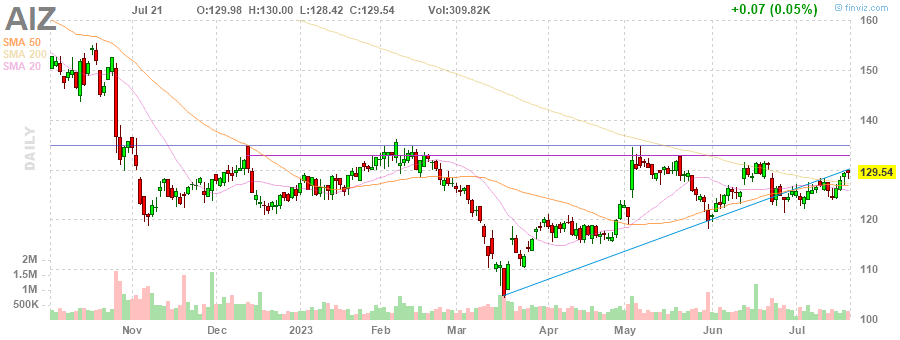 AIZ
Jul 21 O:129.98 H:130.00 L:128.42 C:129.54 Vol:309.82K +0.07 (0.05%) @ finviz.com
SMA 50
SMA 200
SMA 20
DAILY
160
150
140
129.54
120
110
100
2M
1.5M
1M
500K
Nov Dec 2023 Feb Mar Apr May Jun Jul